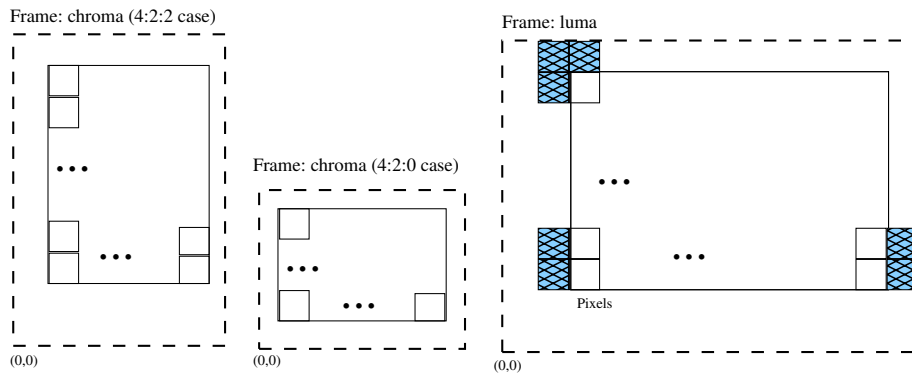 Frame: chroma (4:2:2 case)
Frame: luma
Frame: chroma (4:2:0 case)
Pixels
(0,0)
(0,0)
(0,0)